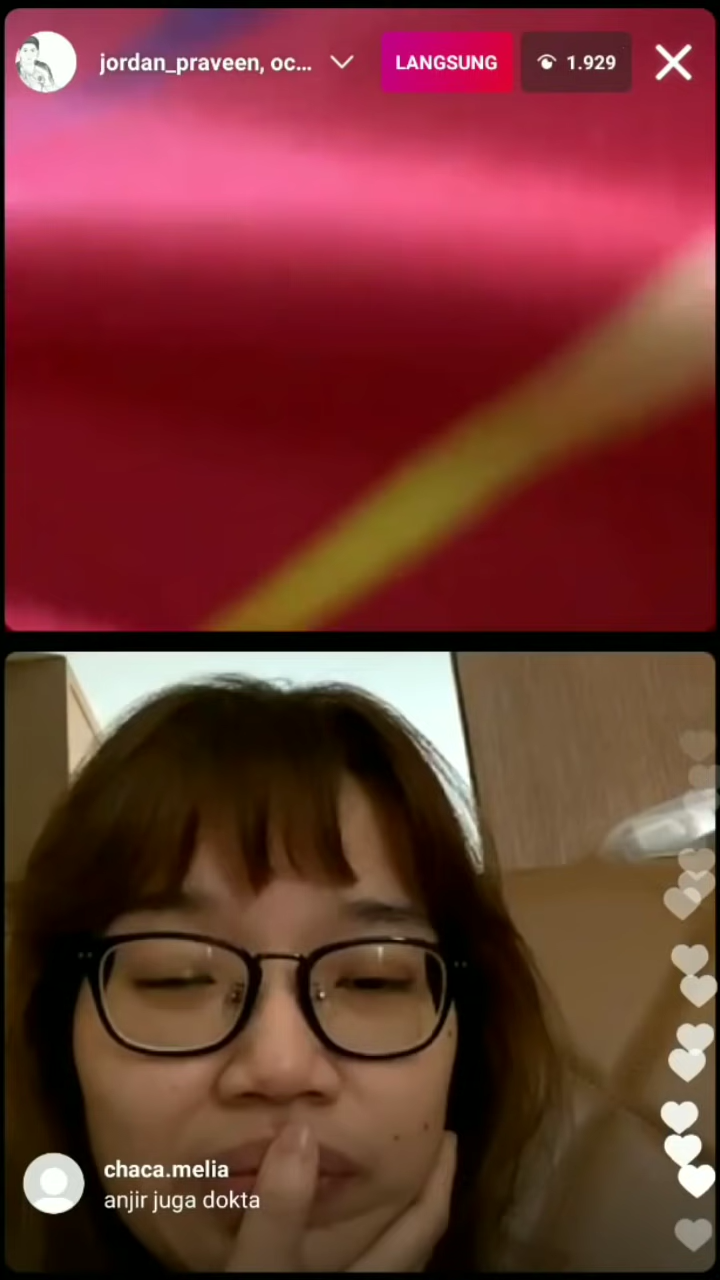 jordan_praveen, oc...
LANGSUNG
1.929
chaca.melia
anjir juga dokta